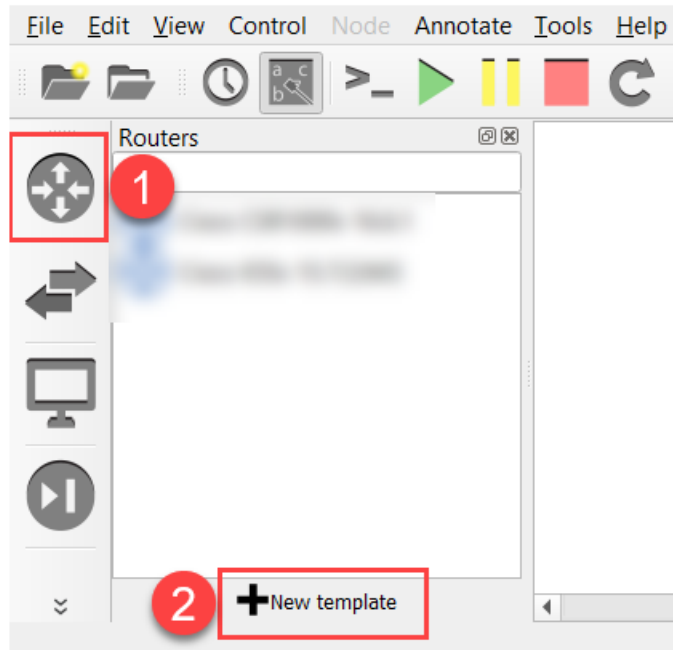 File Edit View Control Node Annotate Tools Help
a c
b
>_
Routers
1
2 New template